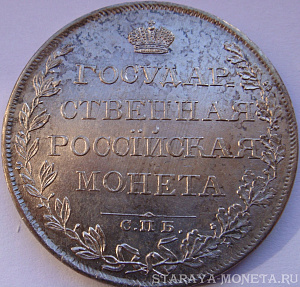 ГОСУДАР
СТВЕННАЯ
РОССІЙСКАЯ
МОНЕТА
С.П.Б.
STARAYA-MONETA.RU